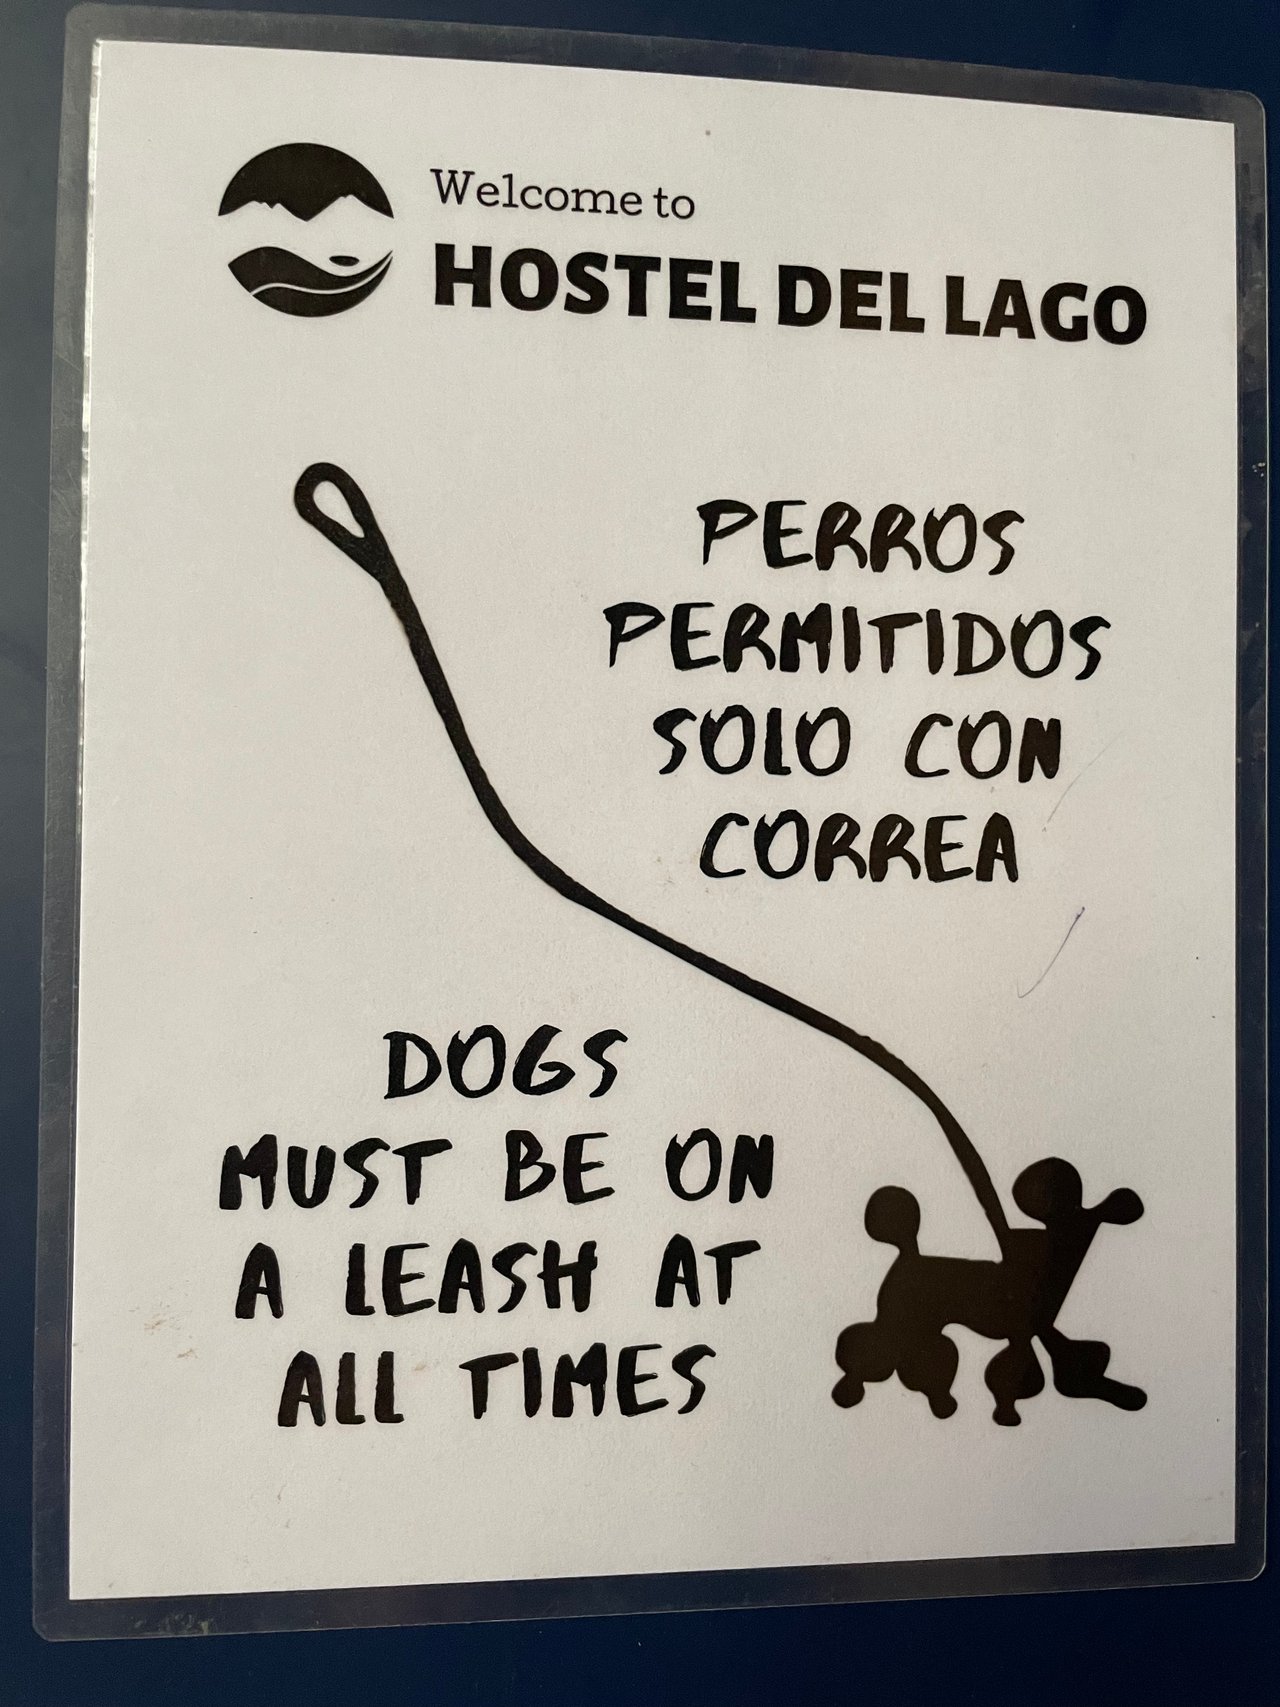 Welcome to
HOSTEL DEL LAGO
PERROS
PERMITIDOS
SOLO CON
CORREA
DOGS
MUST BE ON
A LEASH AT
ALL TIMES